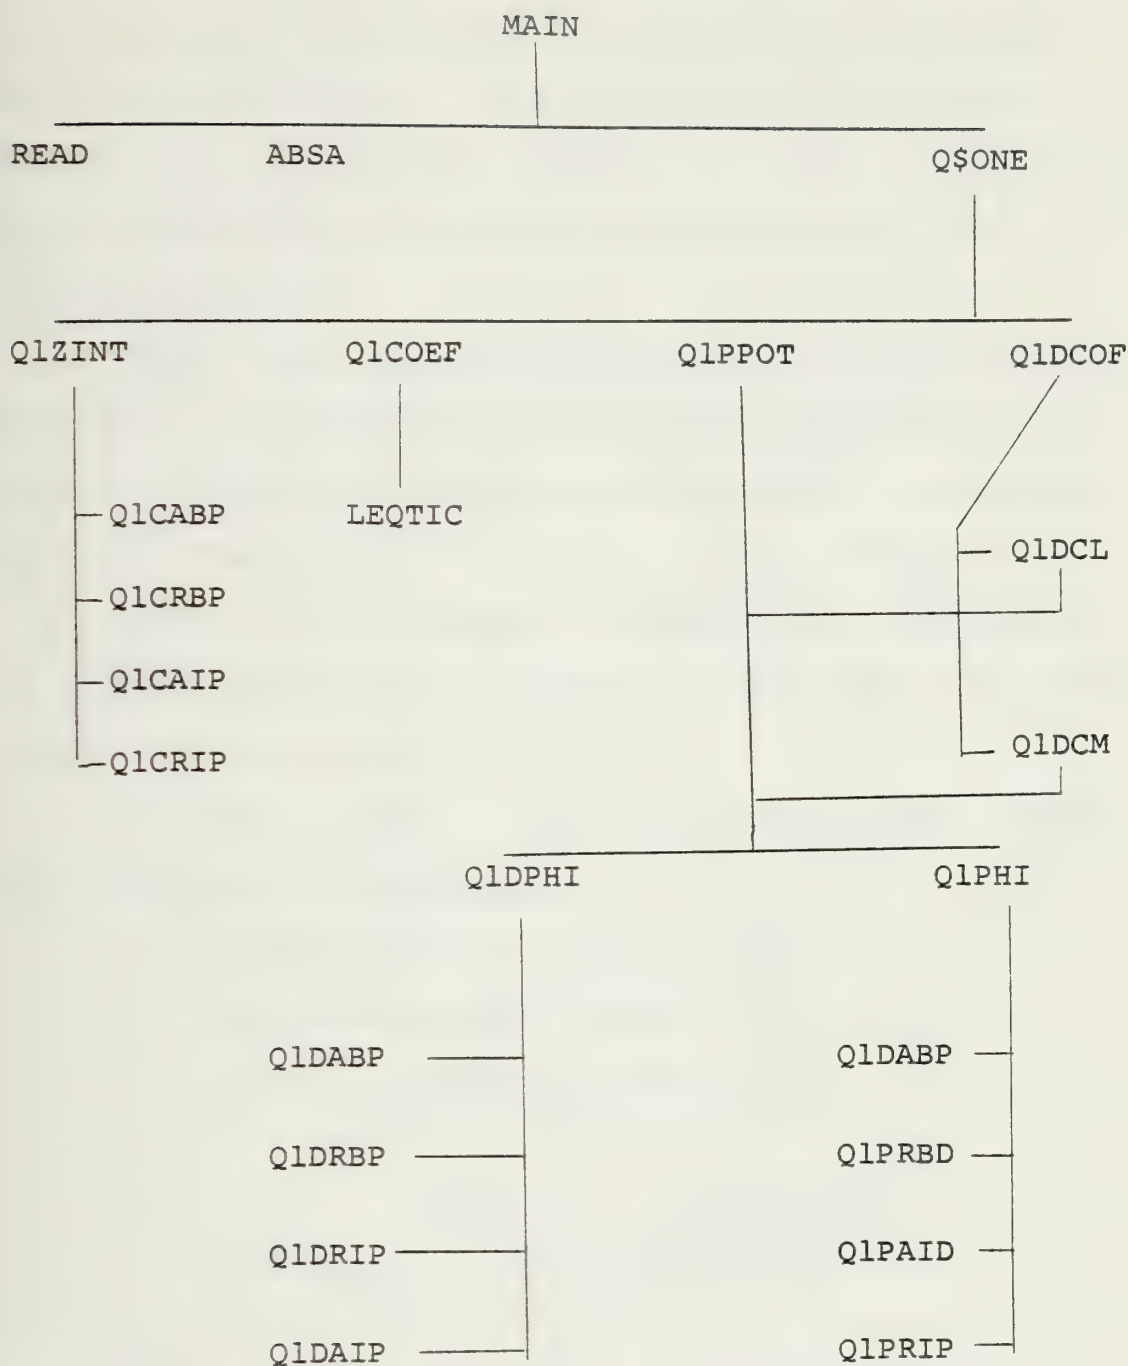 MAIN
READ ABSA Q$ONE
Q1ZINT Q1COEF Q1PPOT Q1DCOF
Q1CABP LEQTIC Q1DCL
Q1CRBP
Q1CAIP
Q1DCM
Q1CRIP
Q1DPHI Q1PHI
Q1DABP Q1DABP
Q1DRBP Q1PRBD
Q1DRIP Q1PAID
Q1DAIP Q1PRIP